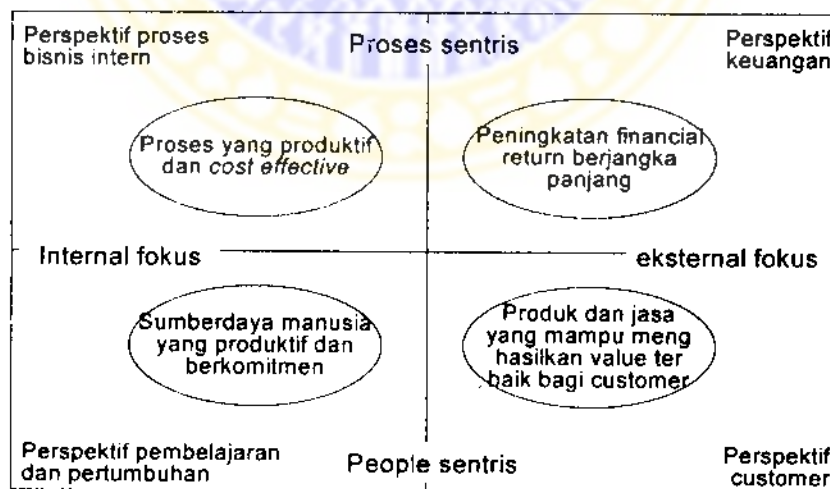 Perspektif proses
bisnis intern
Proses sentris
Perspektif
keuangan
Proses yang produktif
dan cost effective
Peningkatan financial
return berjangka
panjang
Internal fokus
eksternal fokus
Sumberdaya manusia
yang produktif dan
berkomitmen
Produk dan jasa
yang mampu meng
hasilkan value ter
baik bagi customer
Perspektif pembelajaran
dan pertumbuhan
People sentris
Perspektif
customer